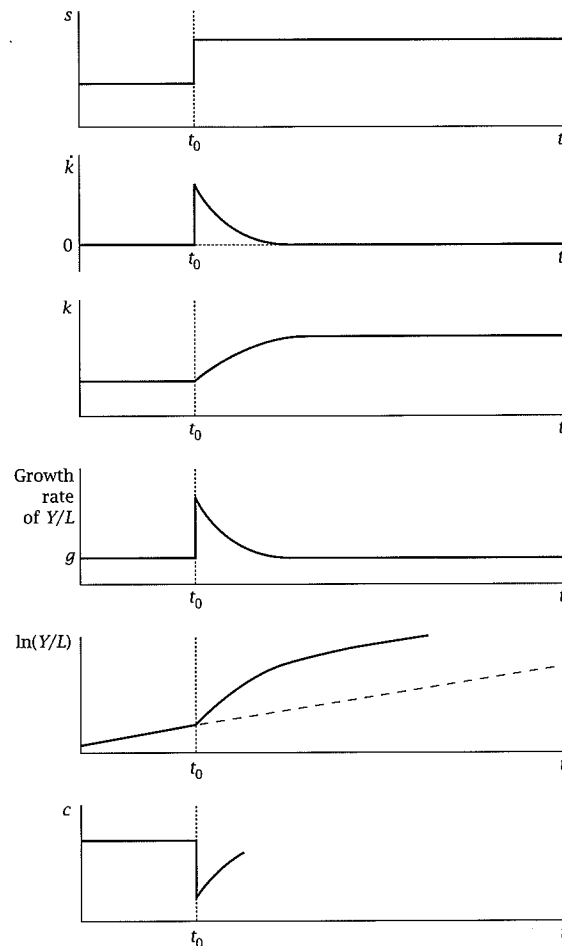 s
t₀
t
k̇
0
t₀
t
k
t₀
t
Growth
rate
of Y/L
g
t₀
t
ln(Y/L)
t₀
t
c
t₀
t